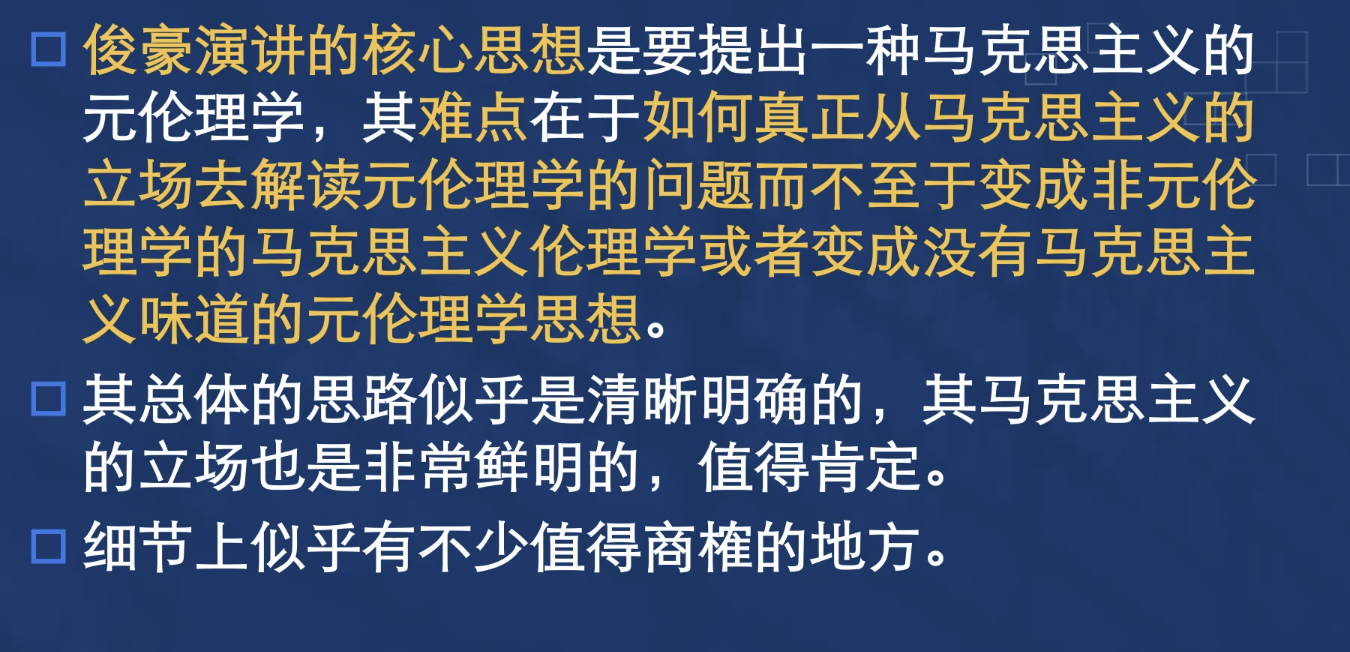 俊豪演讲的核心思想是要提出一种马克思主义的
元伦理学，其难点在于如何真正从马克思主义的
立场去解读元伦理学的问题而不至于变成非元伦
理学的马克思主义伦理学或者变成没有马克思主
义味道的元伦理学思想。
其总体的思路似乎是清晰明确的，其马克思主义
的立场也是非常鲜明的，值得肯定。
细节上似乎有不少值得商榷的地方。